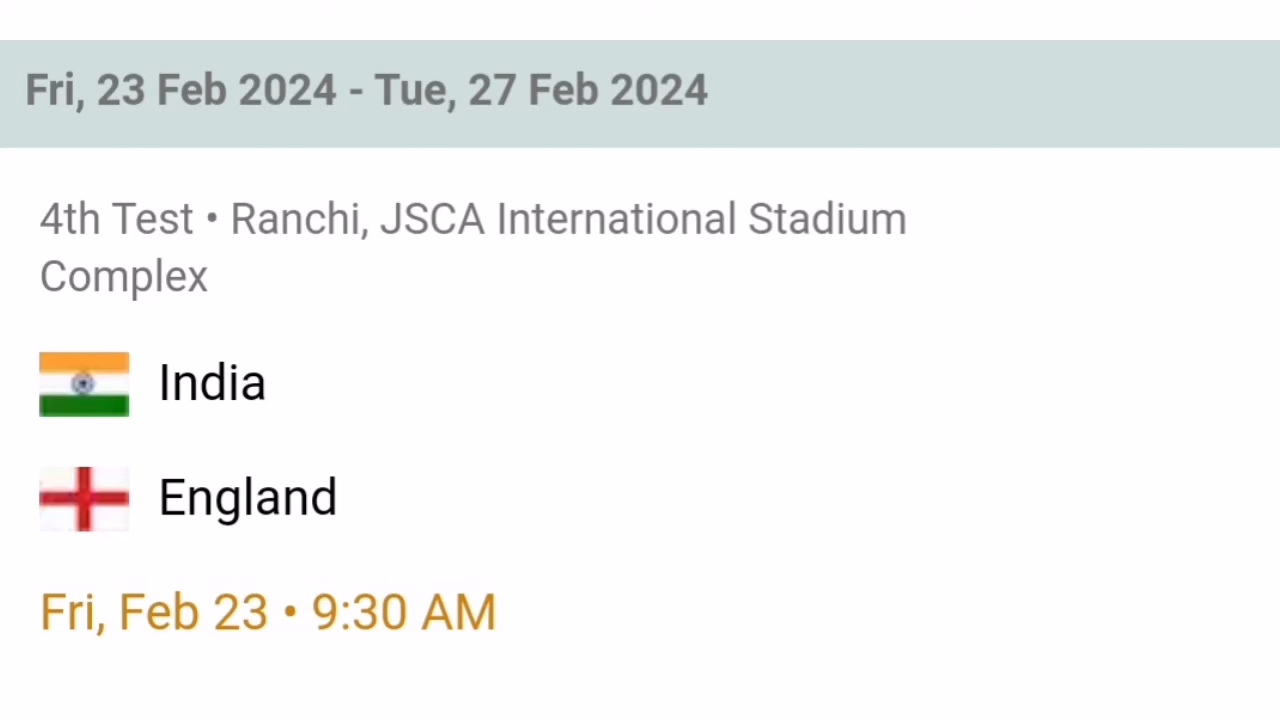 Fri, 23 Feb 2024 - Tue, 27 Feb 2024
4th Test • Ranchi, JSCA International Stadium
Complex
India
England
Fri, Feb 23 • 9:30 AM